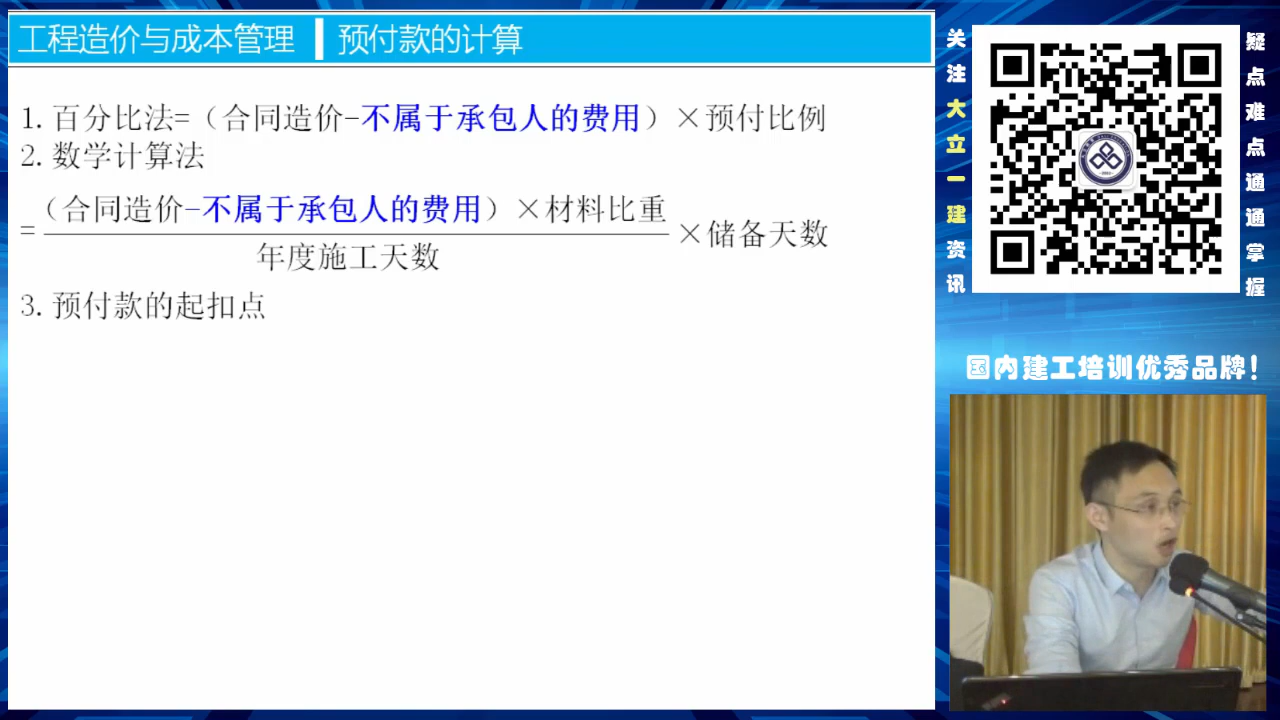 工程造价与成本管理 | 预付款的计算
1. 百分比法=（合同造价-不属于承包人的费用）×预付比例
2. 数学计算法
（合同造价-不属于承包人的费用）×材料比重
= ×储备天数
年度施工天数
3. 预付款的起扣点
关注大立一建资讯
疑点难点通通掌握
国内建工培训优秀品牌！